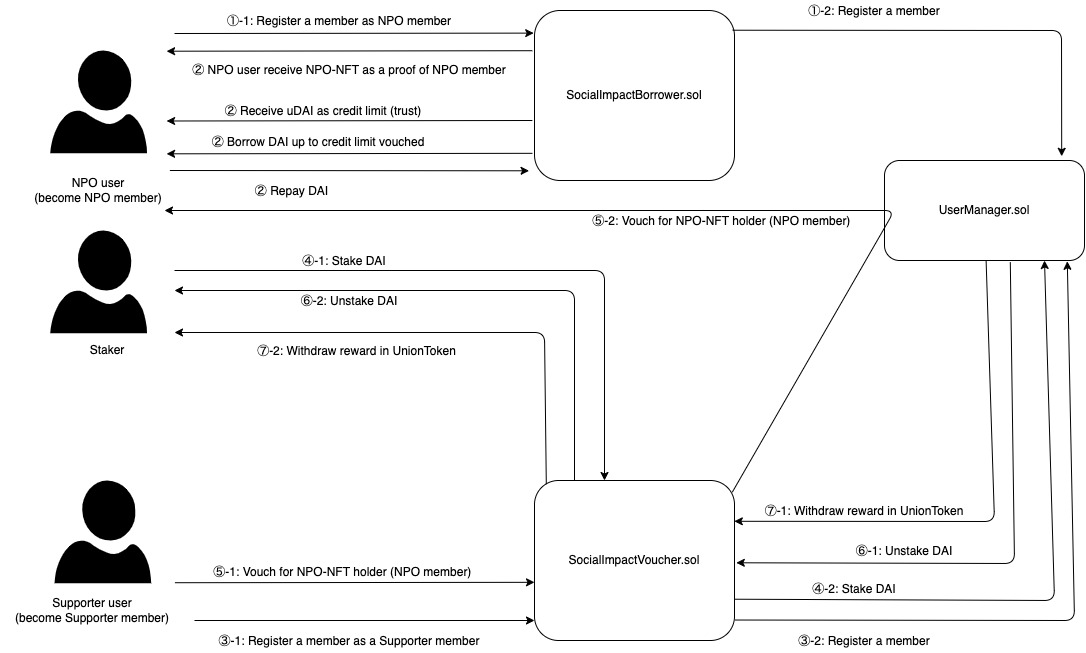 ①-1: Register a member as NPO member
①-2: Register a member
② NPO user receive NPO-NFT as a proof of NPO member
SocialImpactBorrower.sol
② Receive uDAI as credit limit (trust)
② Borrow DAI up to credit limit vouched
NPO user
(become NPO member)
② Repay DAI
UserManager.sol
⑤-2: Vouch for NPO-NFT holder (NPO member)
④-1: Stake DAI
⑥-2: Unstake DAI
Staker
⑦-2: Withdraw reward in UnionToken
⑦-1: Withdraw reward in UnionToken
⑥-1: Unstake DAI
SocialImpactVoucher.sol
⑤-1: Vouch for NPO-NFT holder (NPO member)
④-2: Stake DAI
Supporter user
(become Supporter member)
③-1: Register a member as a Supporter member
③-2: Register a member